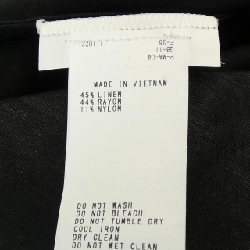 MADE IN VIETNAM
45% LINEN
44% RAYON
11% NYLON
DO NOT WASH
DO NOT BLEACH
DO NOT TUMBLE DRY
COOL IRON
DRY CLEAN
DO NOT WET CLEAN